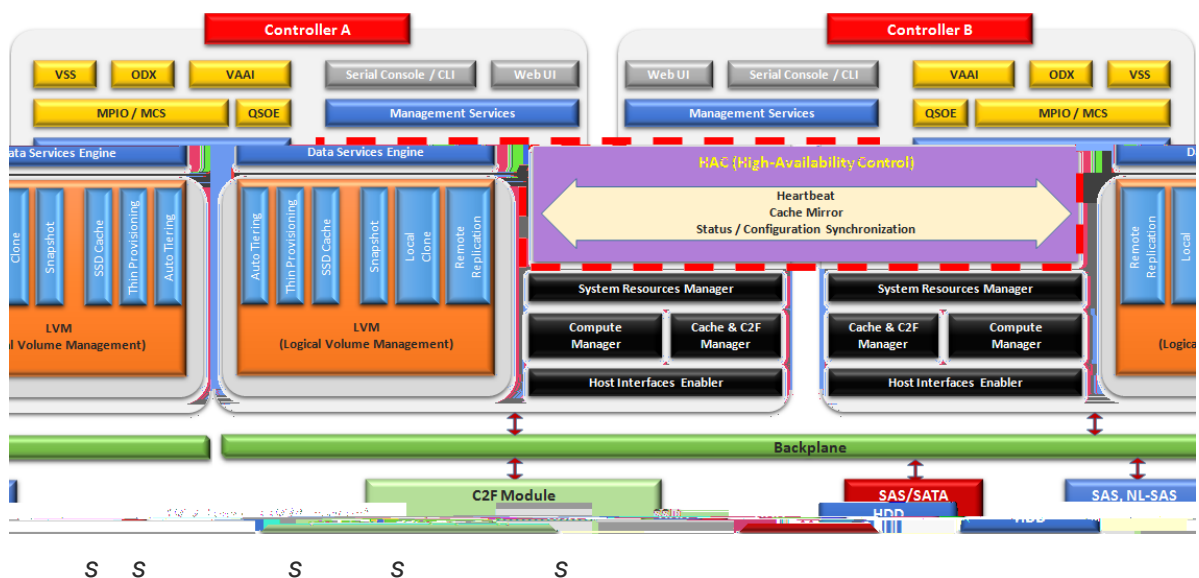 Controller A
Controller B
VSS
ODX
VAAI
Serial Console / CLI
Web UI
Web UI
Serial Console / CLI
VAAI
ODX
VSS
MPIO / MCS
QSOE
Management Services
Management Services
QSOE
MPIO / MCS
Data Services Engine
Data Services Engine
D
HAC (High-Availability Control)
Heartbeat
Cache Mirror
Status / Configuration Synchronization
Clone
Snapshot
SSD Cache
Thin Provisioning
Auto Tiering
Auto Tiering
Thin Provisioning
SSD Cache
Snapshot
Local
Clone
Remote
Replication
Remote
Replication
Local
LVM
al Volume Management)
LVM
(Logical Volume Management)
(Logica
System Resources Manager
System Resources Manager
Compute
Manager
Cache & C2F
Manager
Cache & C2F
Manager
Compute
Manager
Host Interfaces Enabler
Host Interfaces Enabler
Backplane
C2F Module
SAS/SATA
SAS, NL-SAS
HDD
HDD
s s s s s